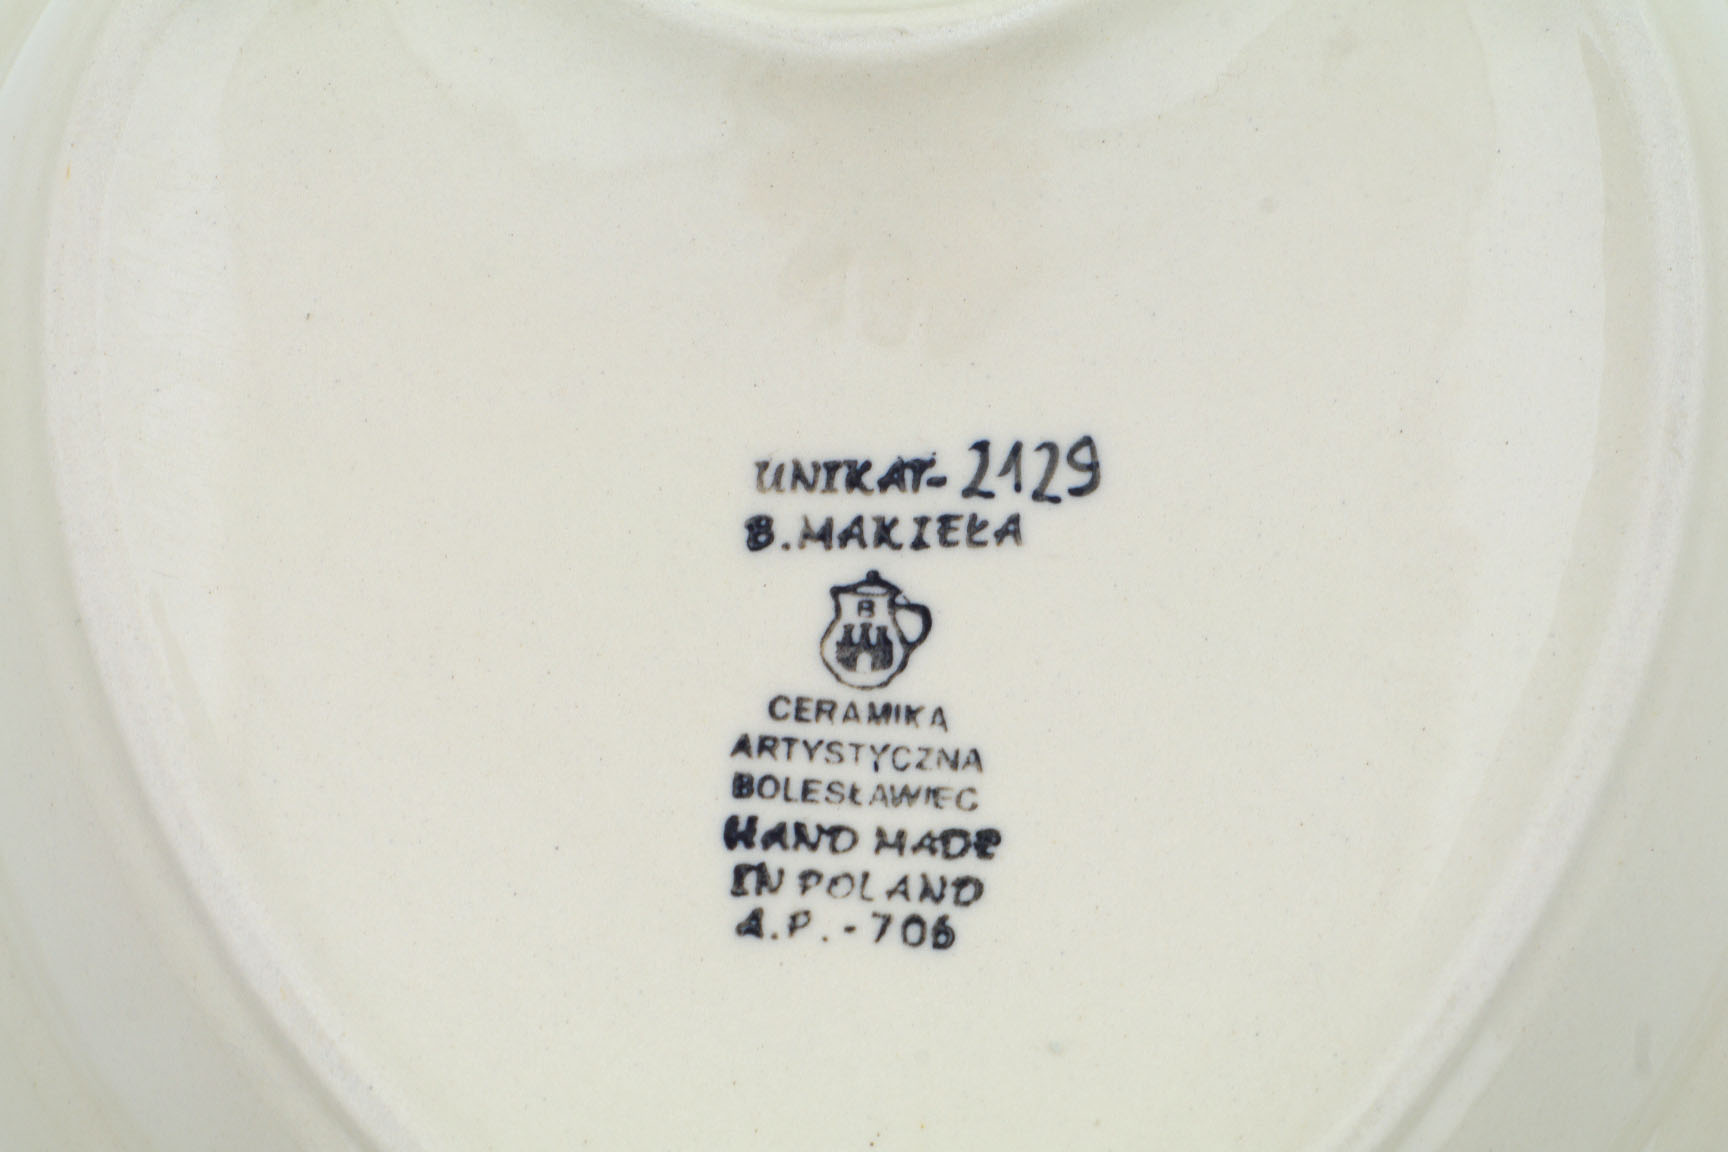 UNIKAT-2129
B.MAKIEŁA
B
CERAMIKA
ARTYSTYCZNA
BOLESŁAWIEC
HAND MADE
IN POLAND
A.P.-706